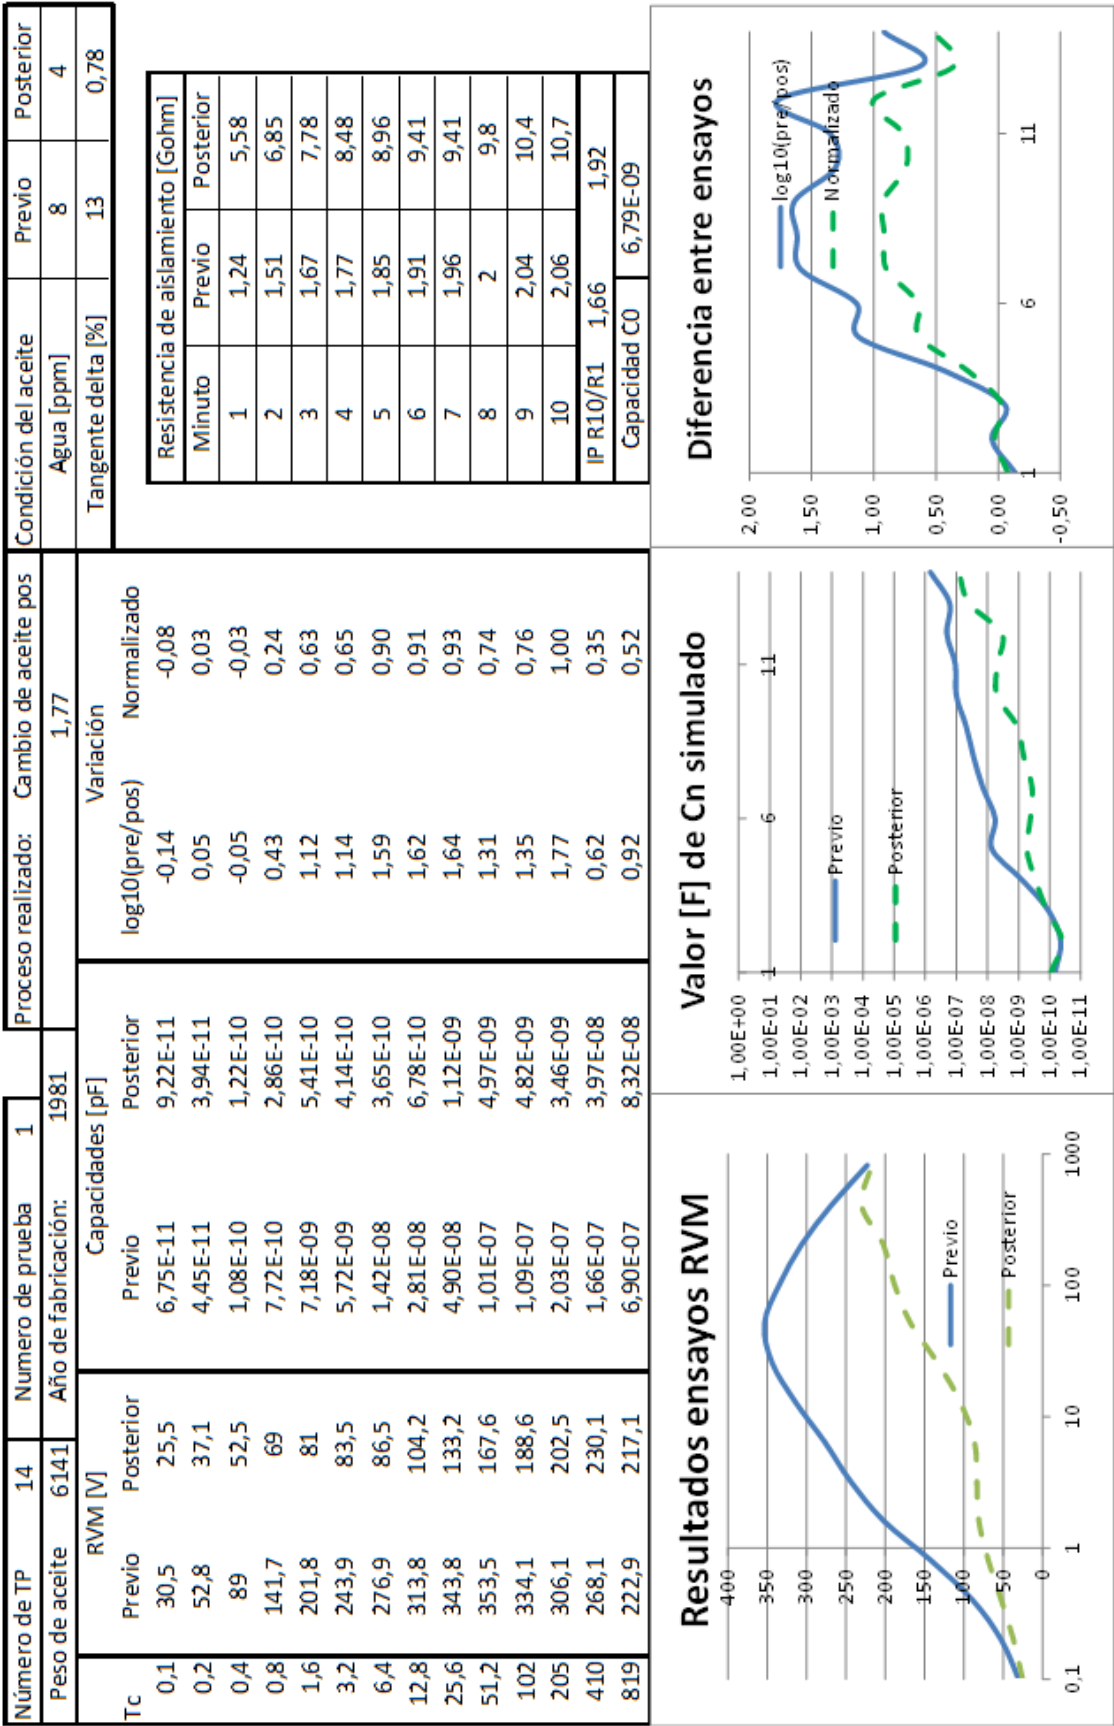 Número de TP 14 Numero de prueba 1 Proceso realizado: Cambio de aceite pos Condición del aceite Previo Posterior
Peso de aceite 6141 Año de fabricación: 1981 1,77 Agua [ppm] 8 4
RVM [V] Capacidades [pF] Variación Tangente delta [%] 13 0,78
Tc Previo Posterior Previo Posterior log10(pre/pos) Normalizado
0,1 30,5 25,5 6,75E-11 9,22E-11 -0,14 -0,08
0,2 52,8 37,1 4,45E-11 3,94E-11 0,05 0,03
0,4 89 52,5 1,08E-10 1,22E-10 -0,05 -0,03
0,8 141,7 69 7,72E-10 2,86E-10 0,43 0,24
1,6 201,8 81 7,18E-09 5,41E-10 1,12 0,63
3,2 243,9 83,5 5,72E-09 4,14E-10 1,14 0,65
6,4 276,9 86,5 1,42E-08 3,65E-10 1,59 0,90
12,8 313,8 104,2 2,81E-08 6,78E-10 1,62 0,91
25,6 343,8 133,2 4,90E-08 1,12E-09 1,64 0,93
51,2 353,5 167,6 1,01E-07 4,97E-09 1,31 0,74
102 334,1 188,6 1,09E-07 4,82E-09 1,35 0,76
205 306,1 202,5 2,03E-07 3,46E-09 1,77 1,00
410 268,1 230,1 1,66E-07 3,97E-08 0,62 0,35
819 222,9 217,1 6,90E-07 8,32E-08 0,92 0,52
Resistencia de aislamiento [Gohm]
Minuto Previo Posterior
1 1,24 5,58
2 1,51 6,85
3 1,67 7,78
4 1,77 8,48
5 1,85 8,96
6 1,91 9,41
7 1,96 9,41
8 2 9,8
9 2,04 10,4
10 2,06 10,7
IP R10/R1 1,66 1,92
Capacidad C0 6,79E-09
Resultados ensayos RVM
400
350
300
250
200
150
100
50
0
0,1 1 10 100 1000
Previo
Posterior
Valor [F] de Cn simulado
1,00E+00
1,00E-01
1,00E-02
1,00E-03
1,00E-04
1,00E-05
1,00E-06
1,00E-07
1,00E-08
1,00E-09
1,00E-10
1,00E-11
1 6 11
Previo
Posterior
Diferencia entre ensayos
2,00
1,50
1,00
0,50
0,00
-0,50
1 6 11
log10(pre/pos)
Normalizado